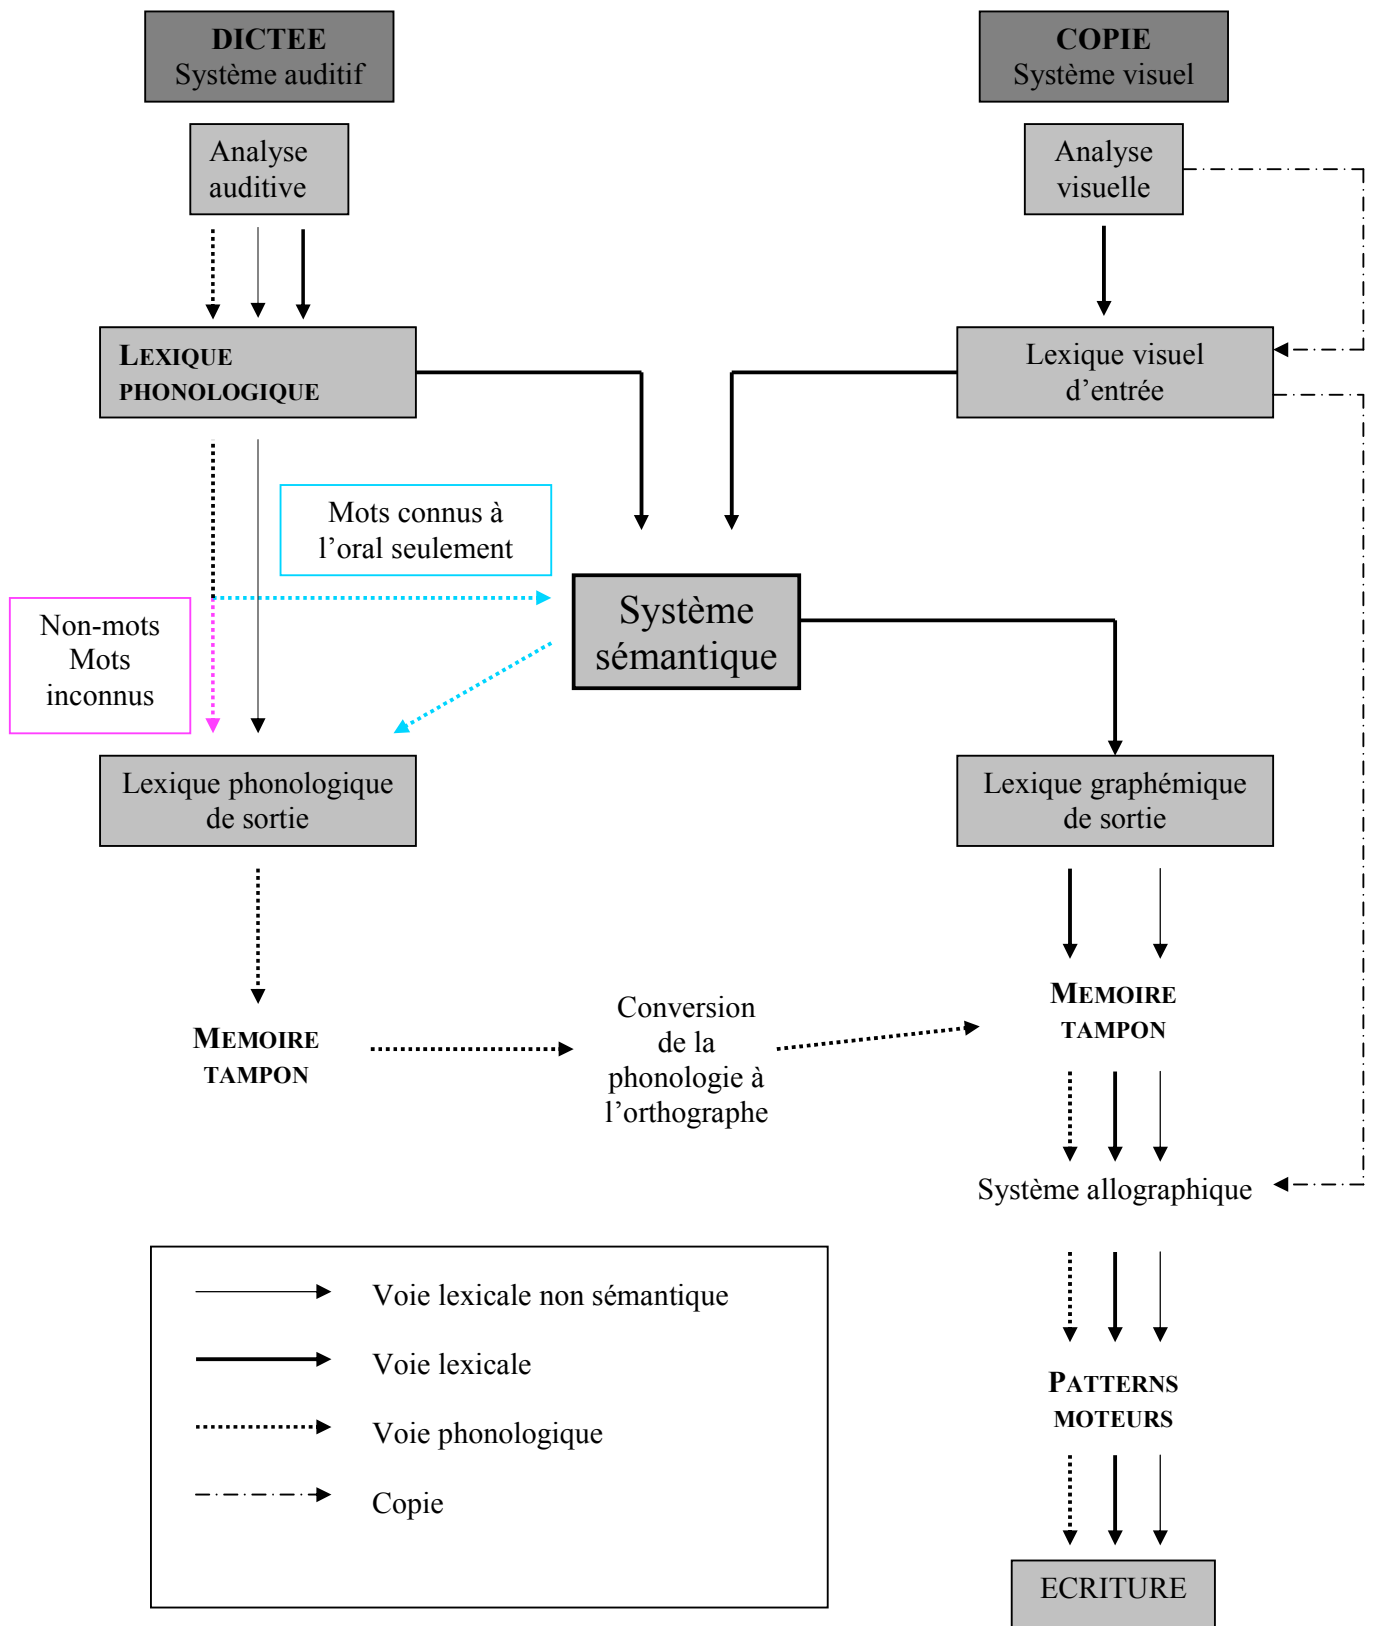 DICTEE
Système auditif
COPIE
Système visuel
Analyse
auditive
Analyse
visuelle
LEXIQUE
PHONOLOGIQUE
Lexique visuel
d’entrée
Mots connus à
l’oral seulement
Non-mots
Mots
inconnus
Système
sémantique
Lexique phonologique
de sortie
Lexique graphémique
de sortie
MEMOIRE
TAMPON
Conversion
de la
phonologie à
l’orthographe
MEMOIRE
TAMPON
Système allographique
Voie lexicale non sémantique
Voie lexicale
Voie phonologique
Copie
PATTERNS
MOTEURS
ECRITURE